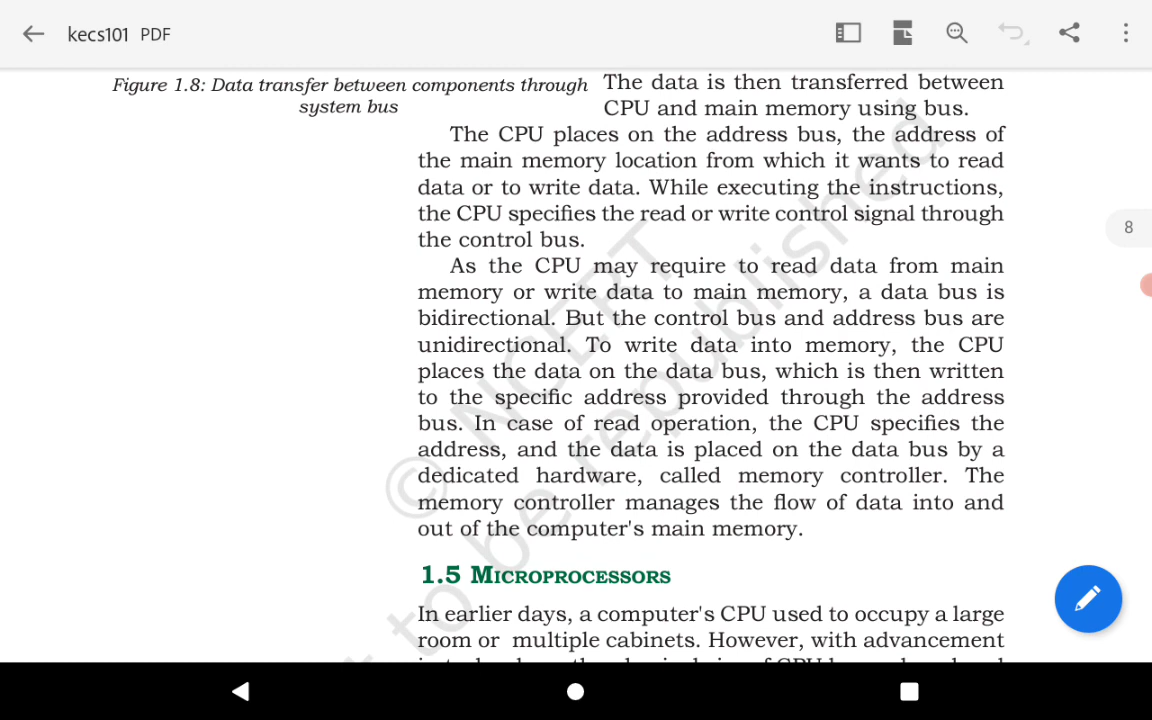 kecs101 PDF
Figure 1.8: Data transfer between components through
system bus
The data is then transferred between
CPU and main memory using bus.
The CPU places on the address bus, the address of
the main memory location from which it wants to read
data or to write data. While executing the instructions,
the CPU specifies the read or write control signal through
the control bus.
As the CPU may require to read data from main
memory or write data to main memory, a data bus is
bidirectional. But the control bus and address bus are
unidirectional. To write data into memory, the CPU
places the data on the data bus, which is then written
to the specific address provided through the address
bus. In case of read operation, the CPU specifies the
address, and the data is placed on the data bus by a
dedicated hardware, called memory controller. The
memory controller manages the flow of data into and
out of the computer's main memory.
1.5 MICROPROCESSORS
In earlier days, a computer's CPU used to occupy a large
room or multiple cabinets. However, with advancement
8
© NCERT
to be republished